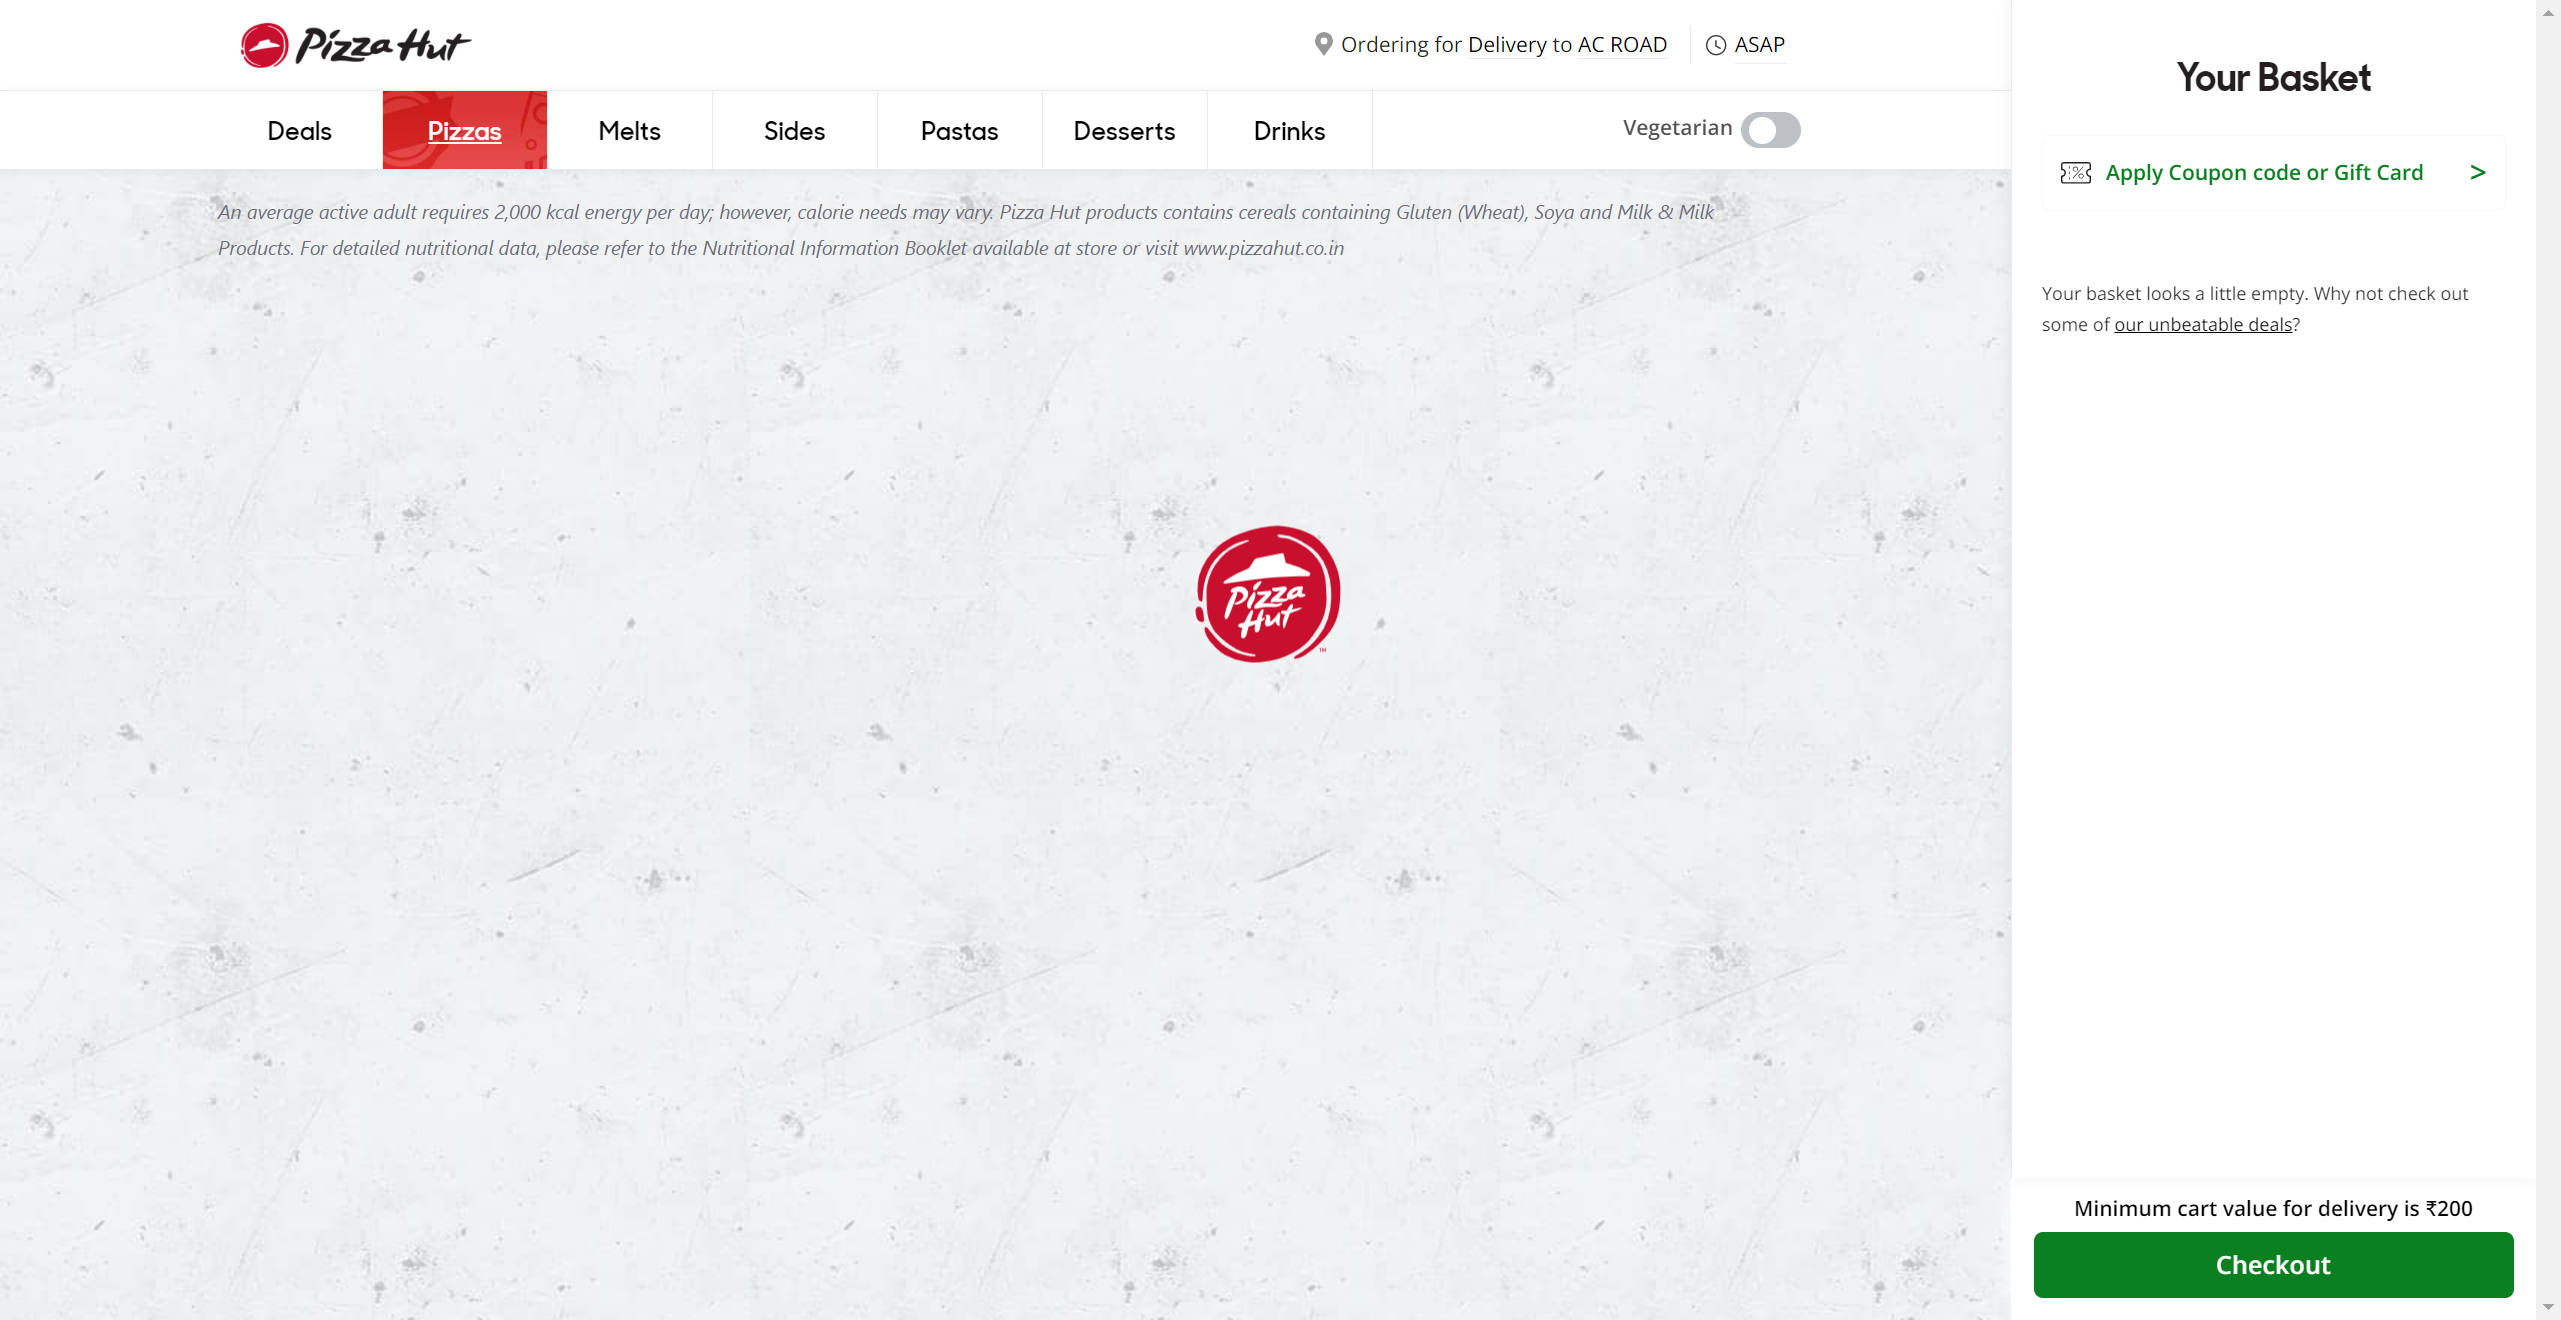 Pizza Hut
Ordering for Delivery to AC ROAD
ASAP
Deals
Pizzas
Melts
Sides
Pastas
Desserts
Drinks
Vegetarian
An average active adult requires 2,000 kcal energy per day; however, calorie needs may vary. Pizza Hut products contains cereals containing Gluten (Wheat), Soya and Milk & Milk
Products. For detailed nutritional data, please refer to the Nutritional Information Booklet available at store or visit www.pizzahut.co.in
Pizza
Hut
TM
Your Basket
% Apply Coupon code or Gift Card >
Your basket looks a little empty. Why not check out
some of our unbeatable deals?
Minimum cart value for delivery is ₹200
Checkout